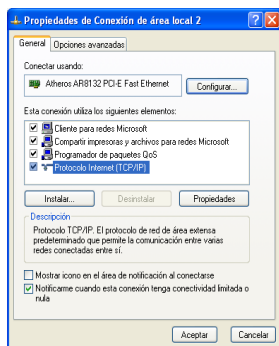 Propiedades de Conexión de área local 2
General
Opciones avanzadas
Conectar usando:
Atheros AR8132 PCI-E Fast Ethernet
Configurar...
Esta conexión utiliza los siguientes elementos:
Cliente para redes Microsoft
Compartir impresoras y archivos para redes Microsoft
Programador de paquetes QoS
Protocolo Internet (TCP/IP)
Instalar...
Desinstalar
Propiedades
Descripción
Protocolo TCP/IP. El protocolo de red de área extensa
predeterminado que permite la comunicación entre varias
redes conectadas entre sí.
Mostrar icono en el área de notificación al conectarse
Notificarme cuando esta conexión tenga conectividad limitada o
nula
Aceptar
Cancelar